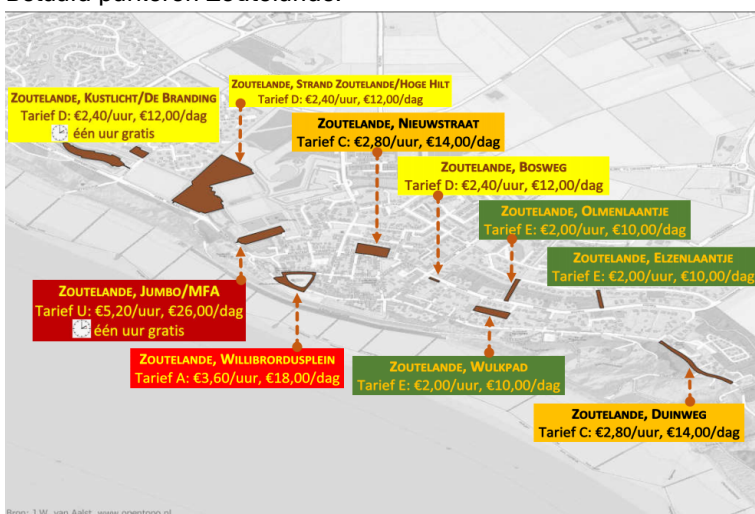 Betaald parkeren Zoutelande:
ZOUTELANDE, KUSTLICHT/DE BRANDING
Tarief D: €2,40/uur, €12,00/dag
één uur gratis
ZOUTELANDE, STRAND ZOUTELANDE/HOGE HILT
Tarief D: €2,40/uur, €12,00/dag
ZOUTELANDE, NIEUWSTRAAT
Tarief C: €2,80/uur, €14,00/dag
ZOUTELANDE, BOSWEG
Tarief D: €2,40/uur, €12,00/dag
ZOUTELANDE, OLMENLAANTJE
Tarief E: €2,00/uur, €10,00/dag
ZOUTELANDE, ELZENLAANTJE
Tarief E: €2,00/uur, €10,00/dag
ZOUTELANDE, JUMBO/MFA
Tarief U: €5,20/uur, €26,00/dag
één uur gratis
ZOUTELANDE, WILLIBRORDUSPLEIN
Tarief A: €3,60/uur, €18,00/dag
ZOUTELANDE, WULKPAD
Tarief E: €2,00/uur, €10,00/dag
ZOUTELANDE, DUINWEG
Tarief C: €2,80/uur, €14,00/dag
Bron: J.W. van Aalst, www.opentopo.nl